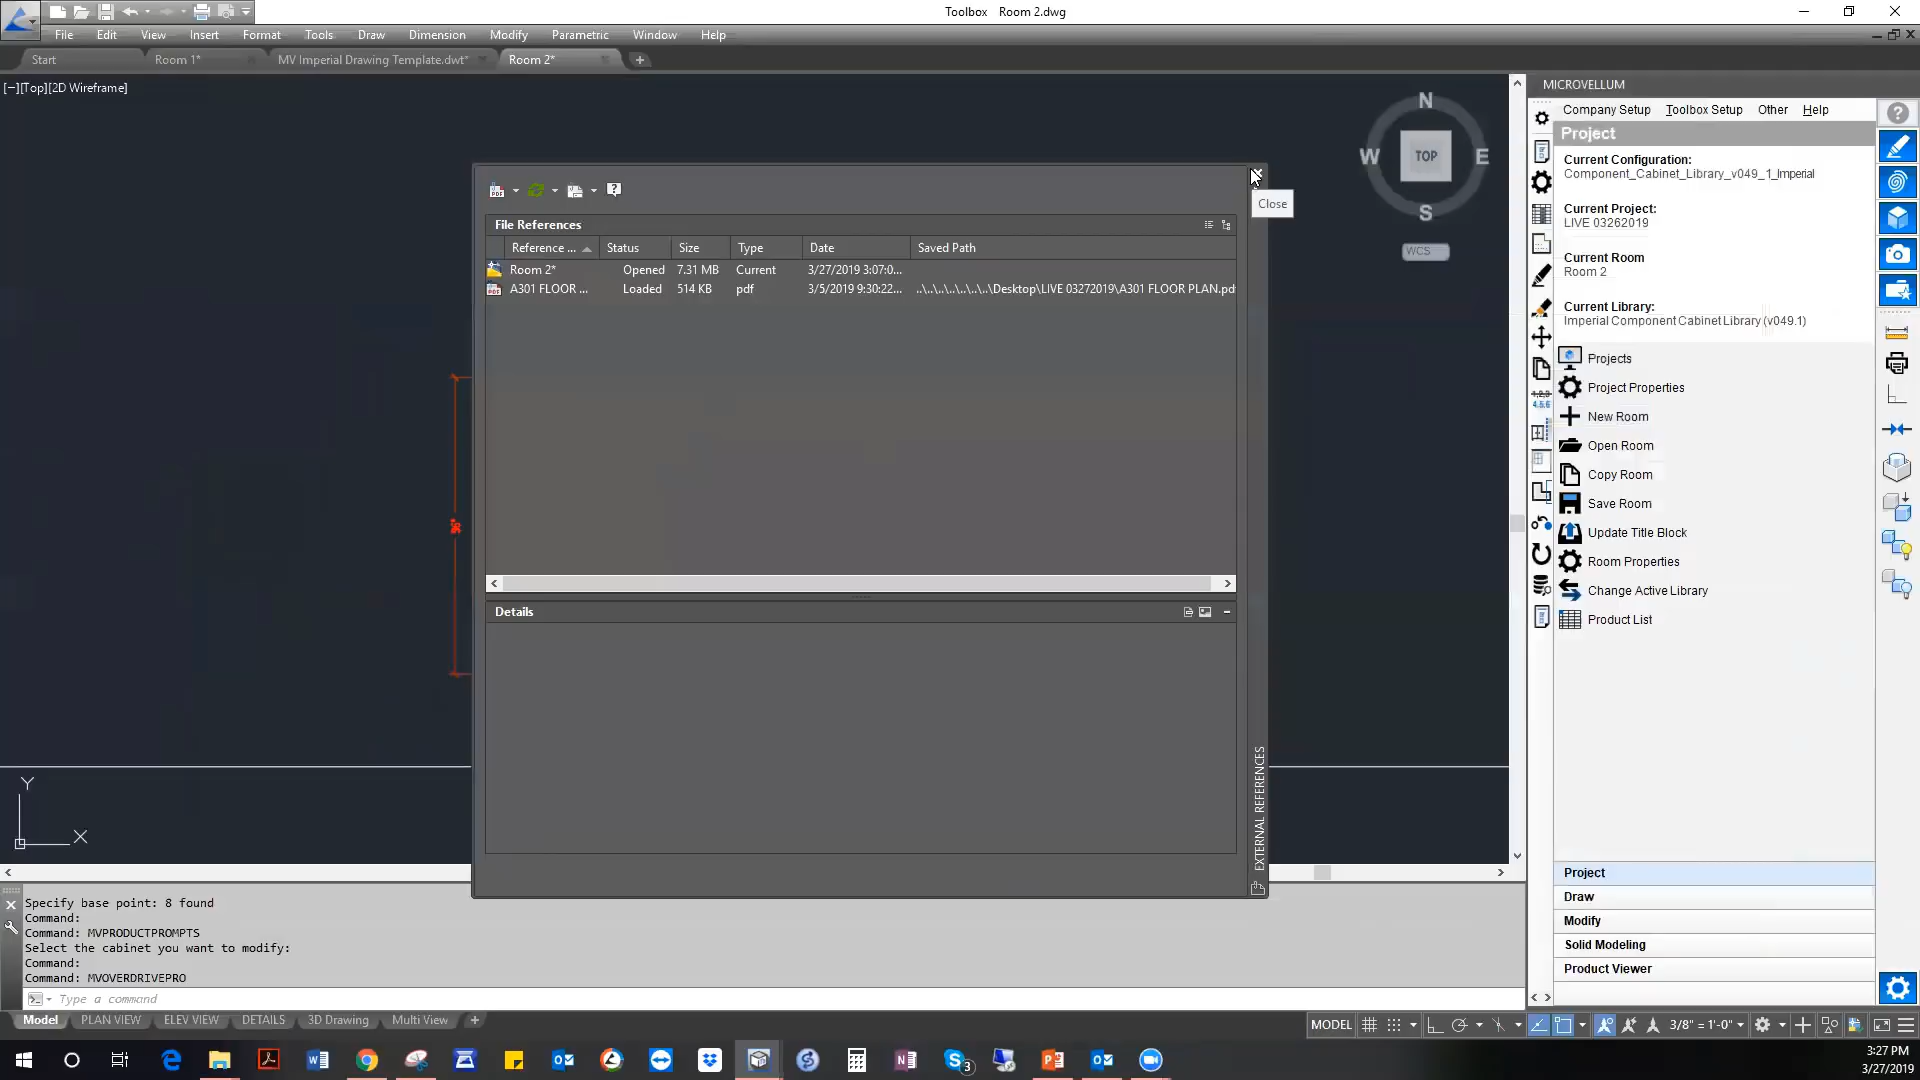 Toolbox Room 2.dwg
File Edit View Insert Format Tools Draw Dimension Modify Parametric Window Help
Start Room 1* MV Imperial Drawing Template.dwt* Room 2*
[−][Top][2D Wireframe]
N
W TOP E
S
WCS
Close
File References
Reference ... Status Size Type Date Saved Path
Room 2* Opened 7.31 MB Current 3/27/2019 3:07:0...
A301 FLOOR ... Loaded 514 KB pdf 3/5/2019 9:30:22... ..\..\..\..\..\..\Desktop\LIVE 03272019\A301 FLOOR PLAN.pd
Details
EXTERNAL REFERENCES
Y
X
MICROVELLUM
Company Setup Toolbox Setup Other Help
Project
Current Configuration:
Component_Cabinet_Library_v049_1_Imperial
Current Project:
LIVE 03262019
Current Room
Room 2
Current Library:
Imperial Component Cabinet Library (v049.1)
Projects
Project Properties
New Room
Open Room
Copy Room
Save Room
Update Title Block
Room Properties
Change Active Library
Product List
Project
Draw
Modify
Solid Modeling
Product Viewer
Specify base point: 8 found
Command:
Command: MVPRODUCTPROMPTS
Select the cabinet you want to modify:
Command:
Command: MVOVERDRIVEPRO
Type a command
Model PLAN VIEW ELEV VIEW DETAILS 3D Drawing Multi View
MODEL 3/8" = 1'-0"
3:27 PM
3/27/2019